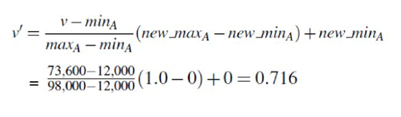 v′ = (v − min_A)/(max_A − min_A) (new_max_A − new_min_A) + new_min_A
= (73,600−12,000)/(98,000−12,000) (1.0 − 0) + 0 = 0.716